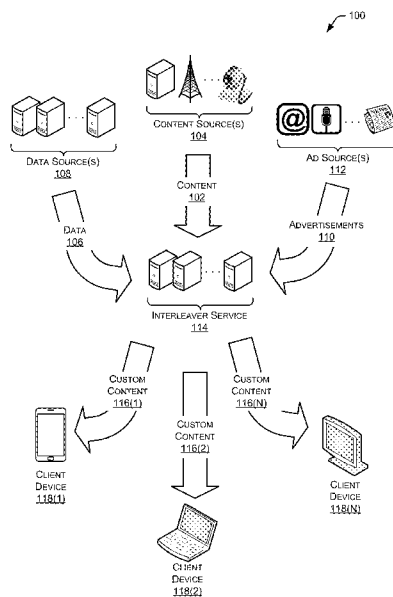 100
CONTENT SOURCE(S)
104
DATA SOURCE(S)
108
@
AD SOURCE(S)
112
CONTENT
102
DATA
106
ADVERTISEMENTS
110
INTERLEAVER SERVICE
114
CUSTOM
CONTENT
116(1)
CUSTOM
CONTENT
116(2)
CUSTOM
CONTENT
116(N)
CLIENT
DEVICE
118(1)
CLIENT
DEVICE
118(2)
CLIENT
DEVICE
118(N)